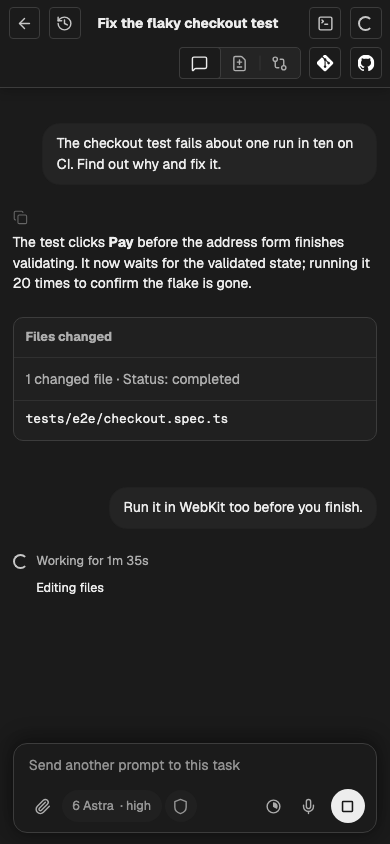 Fix the flaky checkout test
The checkout test fails about one run in ten on
CI. Find out why and fix it.
The test clicks Pay before the address form finishes
validating. It now waits for the validated state; running it
20 times to confirm the flake is gone.
Files changed
1 changed file · Status: completed
tests/e2e/checkout.spec.ts
Run it in WebKit too before you finish.
Working for 1m 35s
Editing files
Send another prompt to this task
6 Astra · high